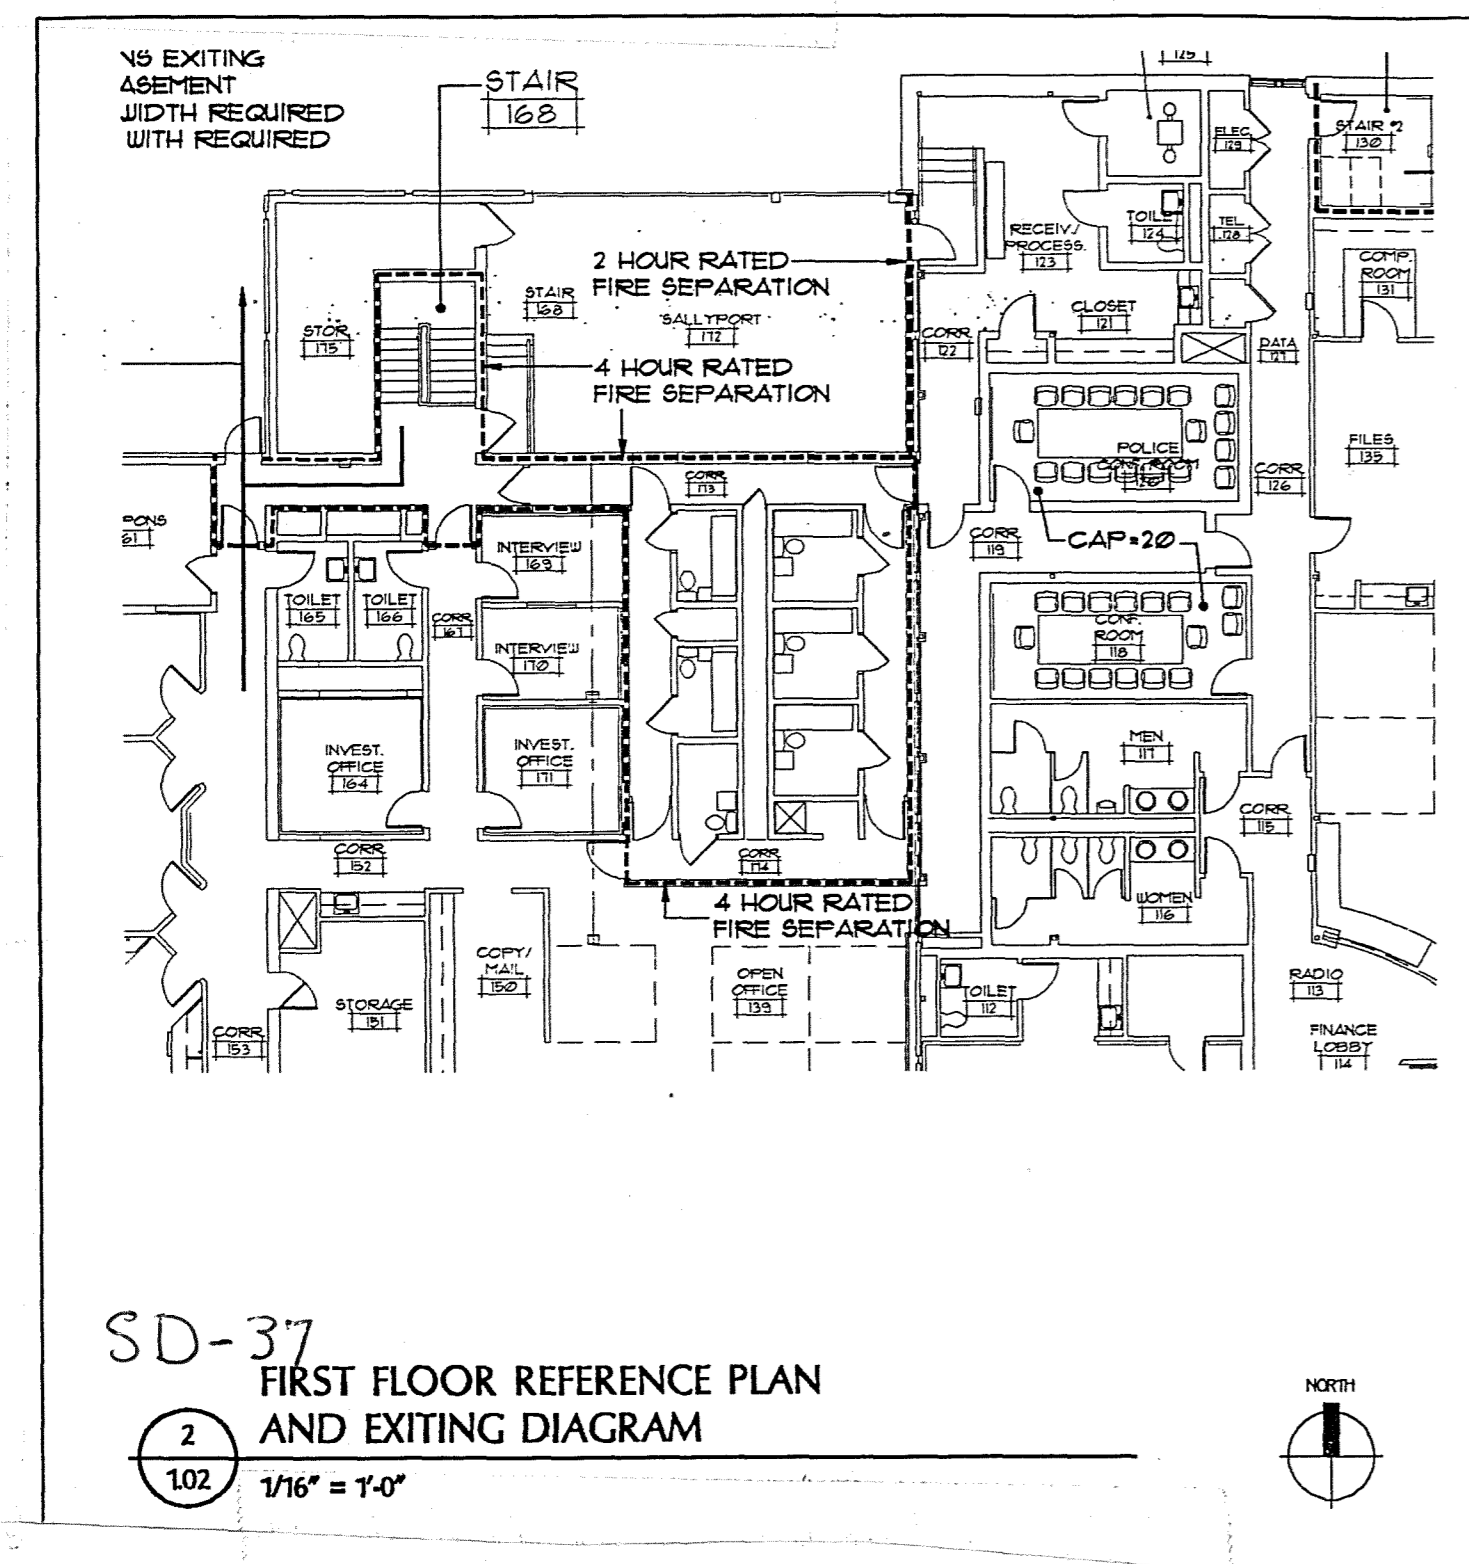 NS EXITING
ASEMENT
WIDTH REQUIRED
WITH REQUIRED
STAIR
168
125
ELEC.
129
STAIR #2
130
TOILET
124
TEL.
128
RECEIV./
PROCESS.
123
COMP.
ROOM
131
2 HOUR RATED
FIRE SEPARATION
STAIR
168
SALLYPORT
172
STOR.
175
CLOSET
121
CORR.
122
DATA
127
4 HOUR RATED
FIRE SEPARATION
POLICE
CONF. ROOM
120
FILES
135
CORR.
126
CORR.
173
PONS
61
INTERVIEW
169
CORR.
119
CAP=20
TOILET
165
TOILET
166
CORR.
167
CONF.
ROOM
118
INTERVIEW
170
INVEST.
OFFICE
164
INVEST.
OFFICE
171
MEN
117
CORR.
115
CORR.
152
CORR.
174
WOMEN
116
4 HOUR RATED
FIRE SEPARATION
COPY/
MAIL
150
OPEN
OFFICE
139
TOILET
112
RADIO
113
STORAGE
151
CORR.
153
FINANCE
LOBBY
114
SD-37
FIRST FLOOR REFERENCE PLAN
AND EXITING DIAGRAM
2
1.02
1/16" = 1'-0"
NORTH